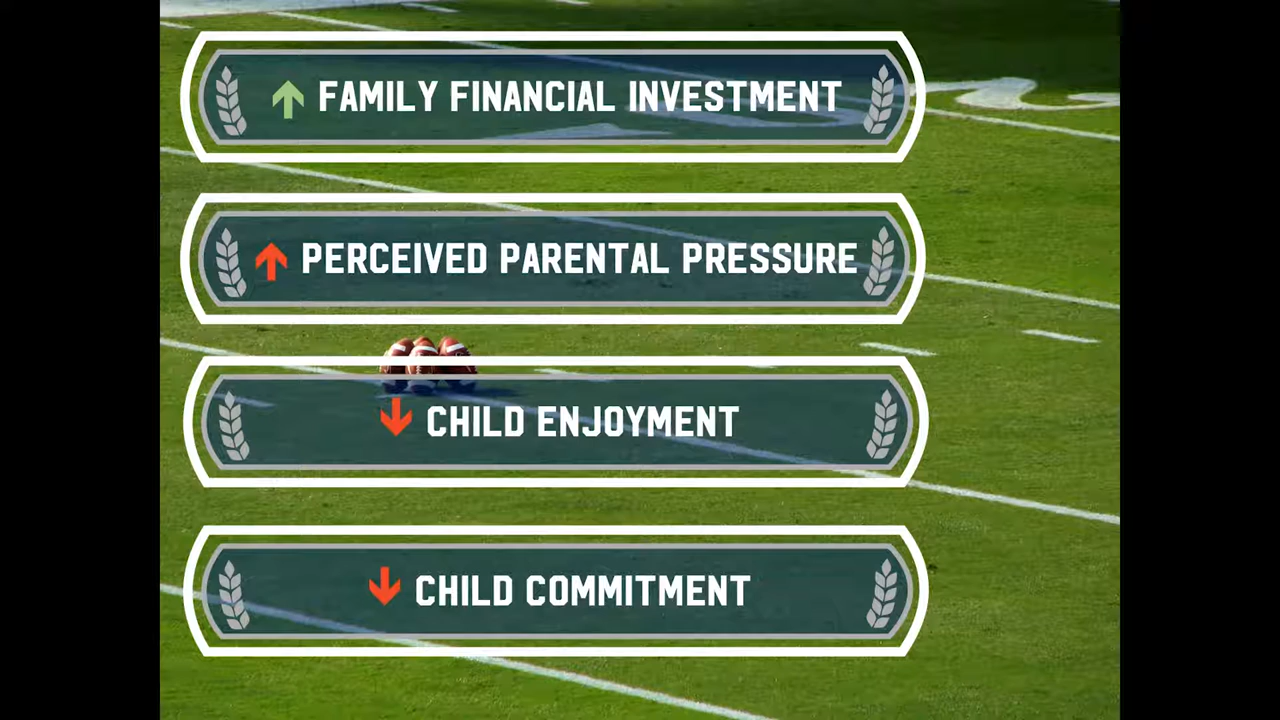 FAMILY FINANCIAL INVESTMENT
PERCEIVED PARENTAL PRESSURE
CHILD ENJOYMENT
CHILD COMMITMENT